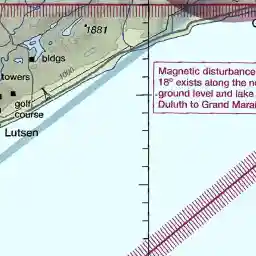 1881
bldgs
towers
1000
golf
course
Lutsen
Magnetic disturbance
18° exists along the no
ground level and lake
Duluth to Grand Marai